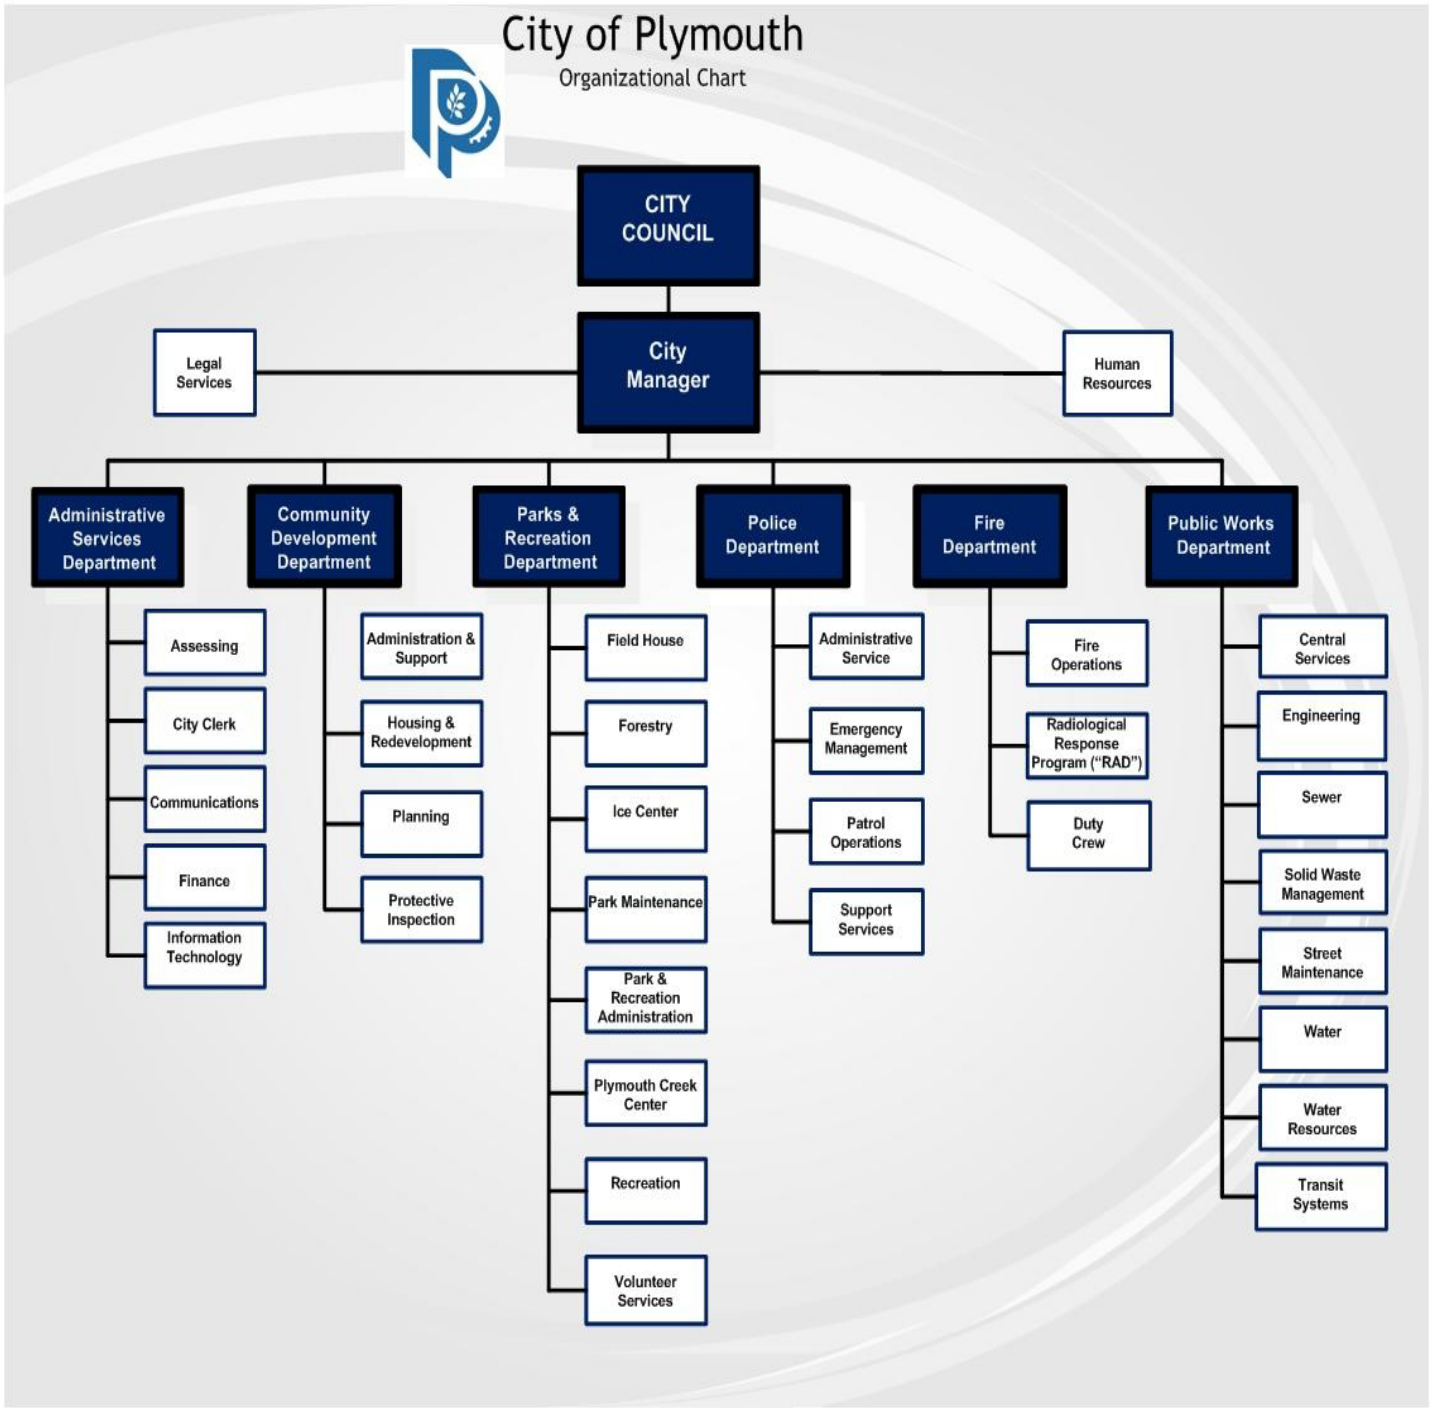 City of Plymouth
Organizational Chart
CITY
COUNCIL
City
Manager
Legal
Services
Human
Resources
Administrative
Services
Department
Assessing
City Clerk
Communications
Finance
Information
Technology
Community
Development
Department
Administration &
Support
Housing &
Redevelopment
Planning
Protective
Inspection
Parks &
Recreation
Department
Field House
Forestry
Ice Center
Park Maintenance
Park &
Recreation
Administration
Plymouth Creek
Center
Recreation
Volunteer
Services
Police
Department
Administrative
Service
Emergency
Management
Patrol
Operations
Support
Services
Fire
Department
Fire
Operations
Radiological
Response
Program (“RAD”)
Duty
Crew
Public Works
Department
Central
Services
Engineering
Sewer
Solid Waste
Management
Street
Maintenance
Water
Water
Resources
Transit
Systems